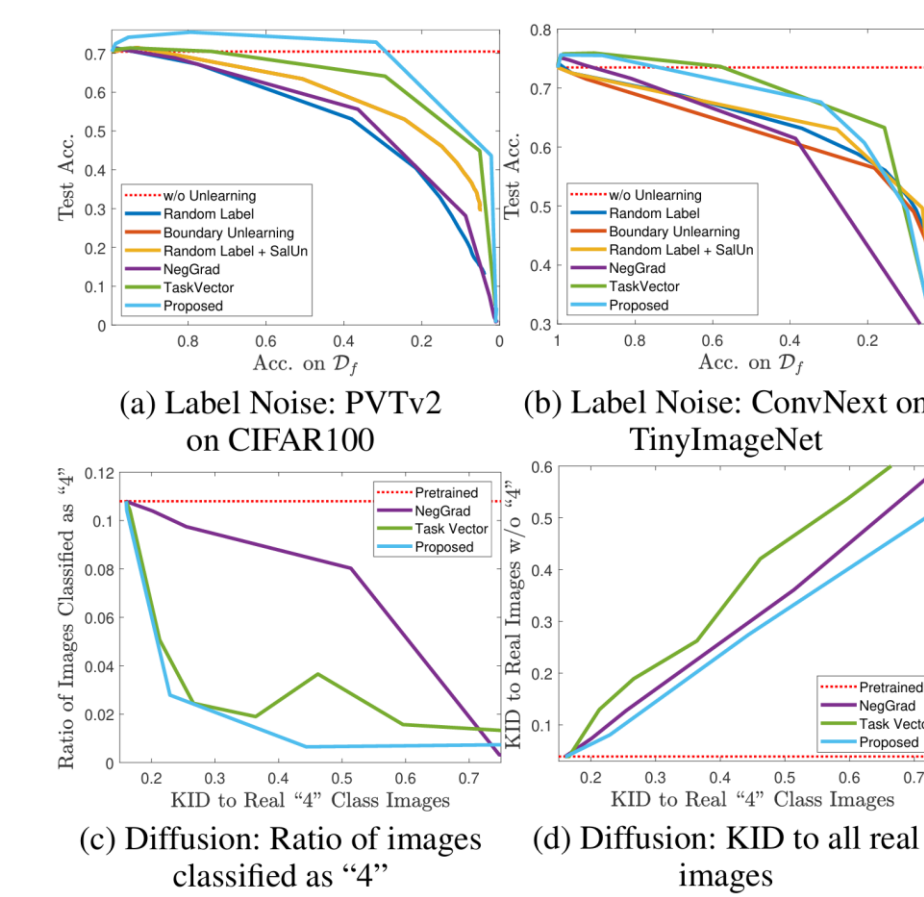 0.7
0.6
0.5
0.4
0.3
0.2
0.1
0
Test Acc.
w/o Unlearning
Random Label
Boundary Unlearning
Random Label + SalUn
NegGrad
TaskVector
Proposed
0.8 0.6 0.4 0.2 0
Acc. on 𝒟f
(a) Label Noise: PVTv2
on CIFAR100
0.8
0.7
0.6
0.5
0.4
0.3
Test Acc.
w/o Unlearning
Random Label
Boundary Unlearning
Random Label + SalUn
NegGrad
TaskVector
Proposed
1 0.8 0.6 0.4 0.2
Acc. on 𝒟f
(b) Label Noise: ConvNext on
TinyImageNet
0.12
0.1
0.08
0.06
0.04
0.02
0
Ratio of Images Classified as “4”
Pretrained
NegGrad
Task Vector
Proposed
0.2 0.3 0.4 0.5 0.6 0.7
KID to Real “4” Class Images
(c) Diffusion: Ratio of images
classified as “4”
0.6
0.5
0.4
0.3
0.2
0.1
KID to Real Images w/o “4”
Pretrained
NegGrad
Task Vecto
Proposed
0.2 0.3 0.4 0.5 0.6 0.7
KID to Real “4” Class Images
(d) Diffusion: KID to all real
images